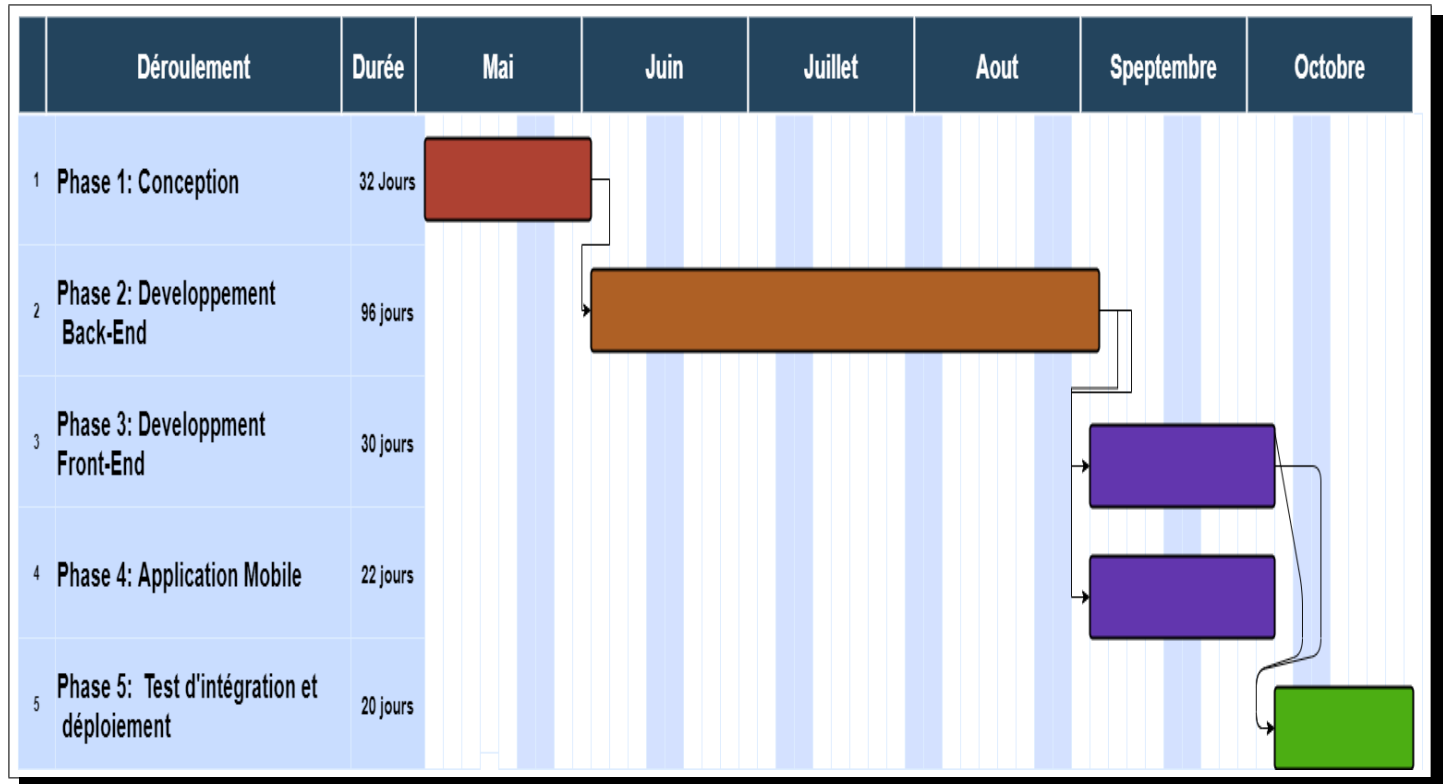 Déroulement Durée Mai Juin Juillet Aout Speptembre Octobre
1 Phase 1: Conception 32 Jours
Phase 2: Developpement
2 96 jours
Back-End
Phase 3: Developpment
3 30 jours
Front-End
4 Phase 4: Application Mobile 22 jours
Phase 5: Test d'intégration et
5 20 jours
déploiement